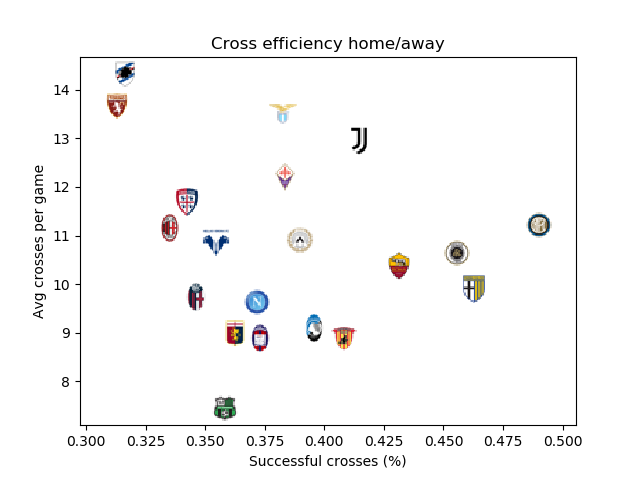 Cross efficiency home/away
Avg crosses per game
14
13
12
11
10
9
8
0.300 0.325 0.350 0.375 0.400 0.425 0.450 0.475 0.500
Successful crosses (%)
N